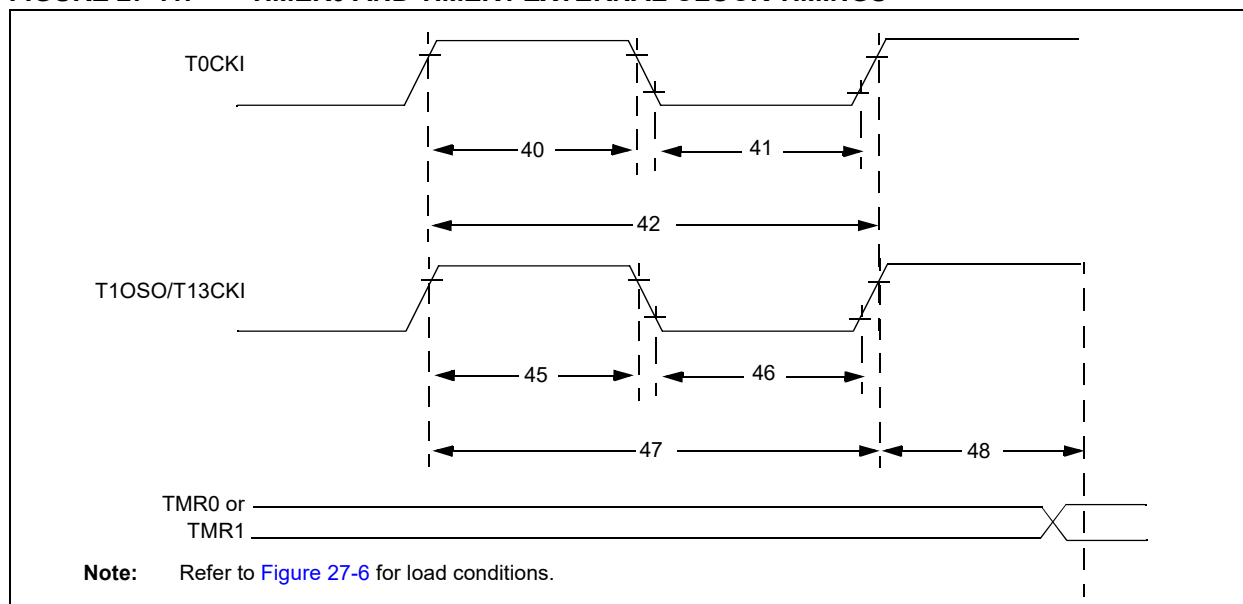 T0CKI
40
41
42
T1OSO/T13CKI
45
46
47
48
TMR0 or
TMR1
Note: Refer to Figure 27-6 for load conditions.